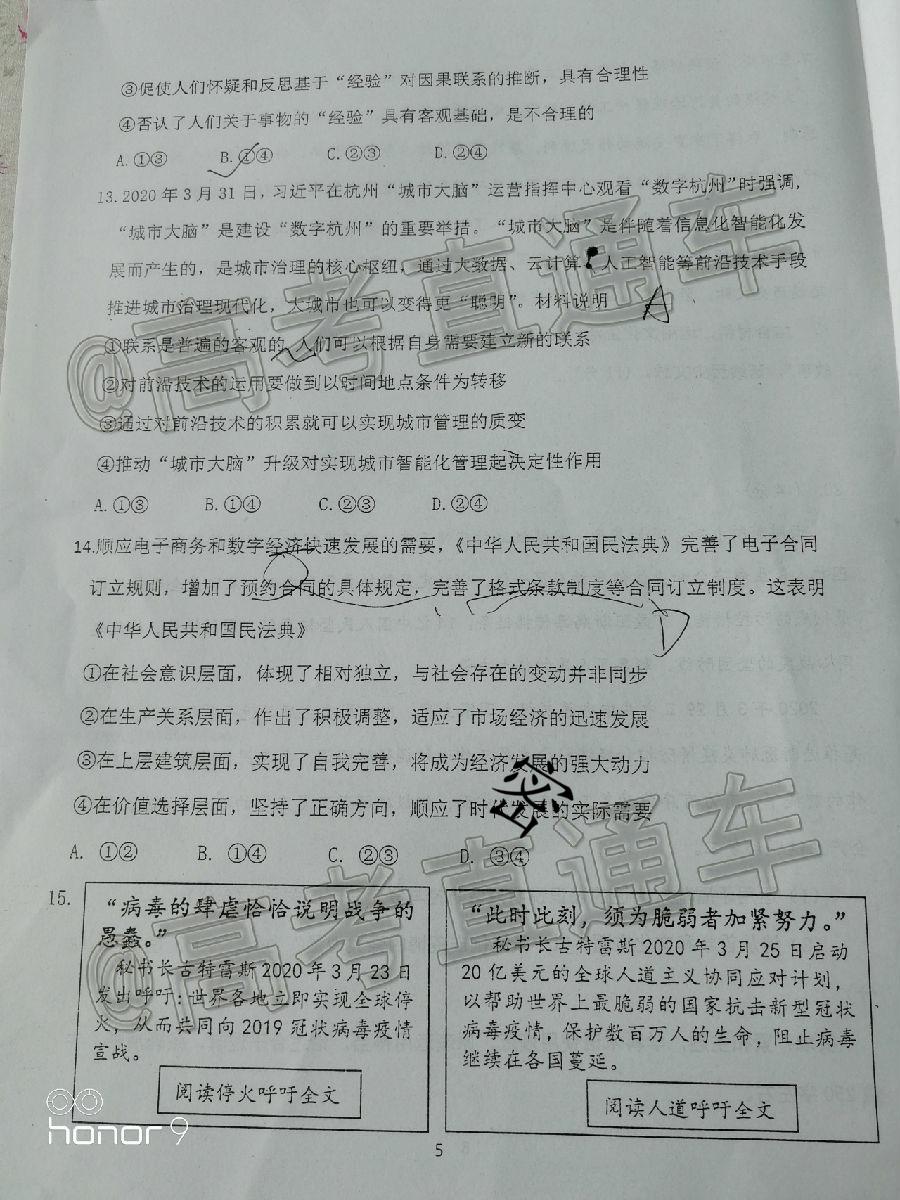 ③促使人们怀疑和反思基于“经验”对因果联系的推断，具有合理性
④否认了人们关于事物的“经验”具有客观基础，是不合理的
A.①③ B.①④ C.②③ D.②④
13.2020年3月31日，习近平在杭州“城市大脑”运营指挥中心观看“数字杭州”时强调，
“城市大脑”是建设“数字杭州”的重要举措。“城市大脑”是伴随着信息化智能化发
展而产生的，是城市治理的核心枢纽，通过大数据、云计算、人工智能等前沿技术手段
推进城市治理现代化，大城市也可以变得更“聪明”。材料说明
A
①联系是普遍的客观的，人们可以根据自身需要建立新的联系
②对前沿技术的运用要做到以时间地点条件为转移
③通过对前沿技术的积累就可以实现城市管理的质变
④推动“城市大脑”升级对实现城市智能化管理起决定性作用
A.①③ B.①④ C.②③ D.②④
14.顺应电子商务和数字经济快速发展的需要，《中华人民共和国民法典》完善了电子合同
订立规则，增加了预约合同的具体规定，完善了格式条款制度等合同订立制度。这表明
《中华人民共和国民法典》
D
①在社会意识层面，体现了相对独立，与社会存在的变动并非同步
②在生产关系层面，作出了积极调整，适应了市场经济的迅速发展
③在上层建筑层面，实现了自我完善，将成为经济发展的强大动力
④在价值选择层面，坚持了正确方向，顺应了时代发展的实际需要
密
A. ①② B. ①④ C. ②③ D. ③④
15.
“病毒的肆虐恰恰说明战争的
愚蠢。”
秘书长古特雷斯2020年3月23日
发出呼吁：世界各地立即实现全球停
火，从而共同向2019冠状病毒疫情
宣战。
阅读停火呼吁全文
“此时此刻，须为脆弱者加紧努力。”
秘书长古特雷斯2020年3月25日启动
20亿美元的全球人道主义协同应对计划，
以帮助世界上最脆弱的国家抗击新型冠状
病毒疫情，保护数百万人的生命，阻止病毒
继续在各国蔓延。
阅读人道呼吁全文
5
@高考直通车
@高考直通车
honor 9